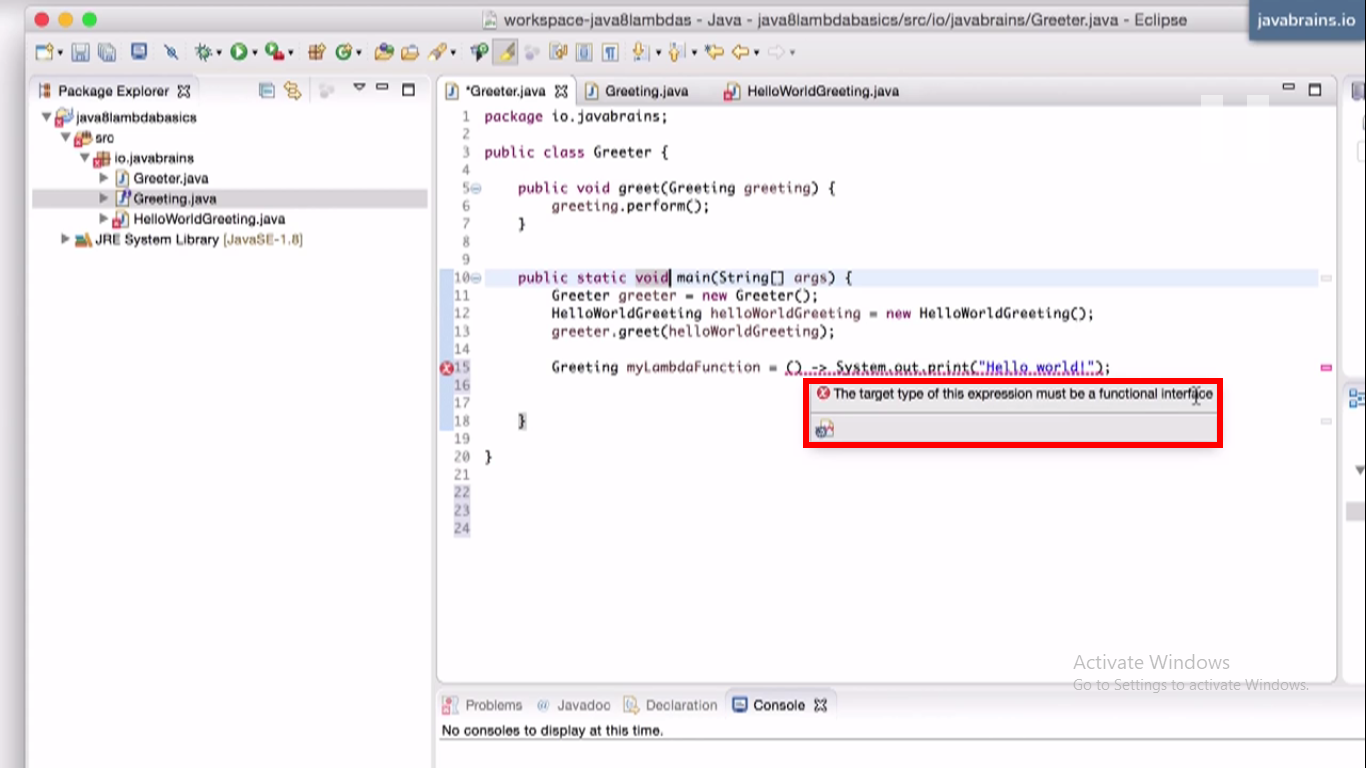 workspace-java8lambdas - Java - java8lambdabasics/src/io/javabrains/Greeter.java - Eclipse
javabrains.io
Package Explorer
java8lambdabasics
src
io.javabrains
Greeter.java
Greeting.java
HelloWorldGreeting.java
JRE System Library [JavaSE-1.8]
*Greeter.java Greeting.java HelloWorldGreeting.java
1 package io.javabrains;
2
3 public class Greeter {
4
5 public void greet(Greeting greeting) {
6 greeting.perform();
7 }
8
9
10 public static void main(String[] args) {
11 Greeter greeter = new Greeter();
12 HelloWorldGreeting helloWorldGreeting = new HelloWorldGreeting();
13 greeter.greet(helloWorldGreeting);
14
15 Greeting myLambdaFunction = () -> System.out.print("Hello world!");
16
The target type of this expression must be a functional interface
17
18 }
19
20 }
21
22
23
24
Activate Windows
Go to Settings to activate Windows.
Problems @ Javadoc Declaration Console
No consoles to display at this time.